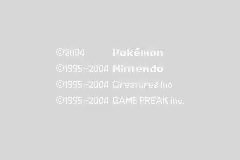 ©2004 Pokémon
©1995-2004 Nintendo
©1995-2004 Creatures inc.
©1995-2004 GAME FREAK inc.